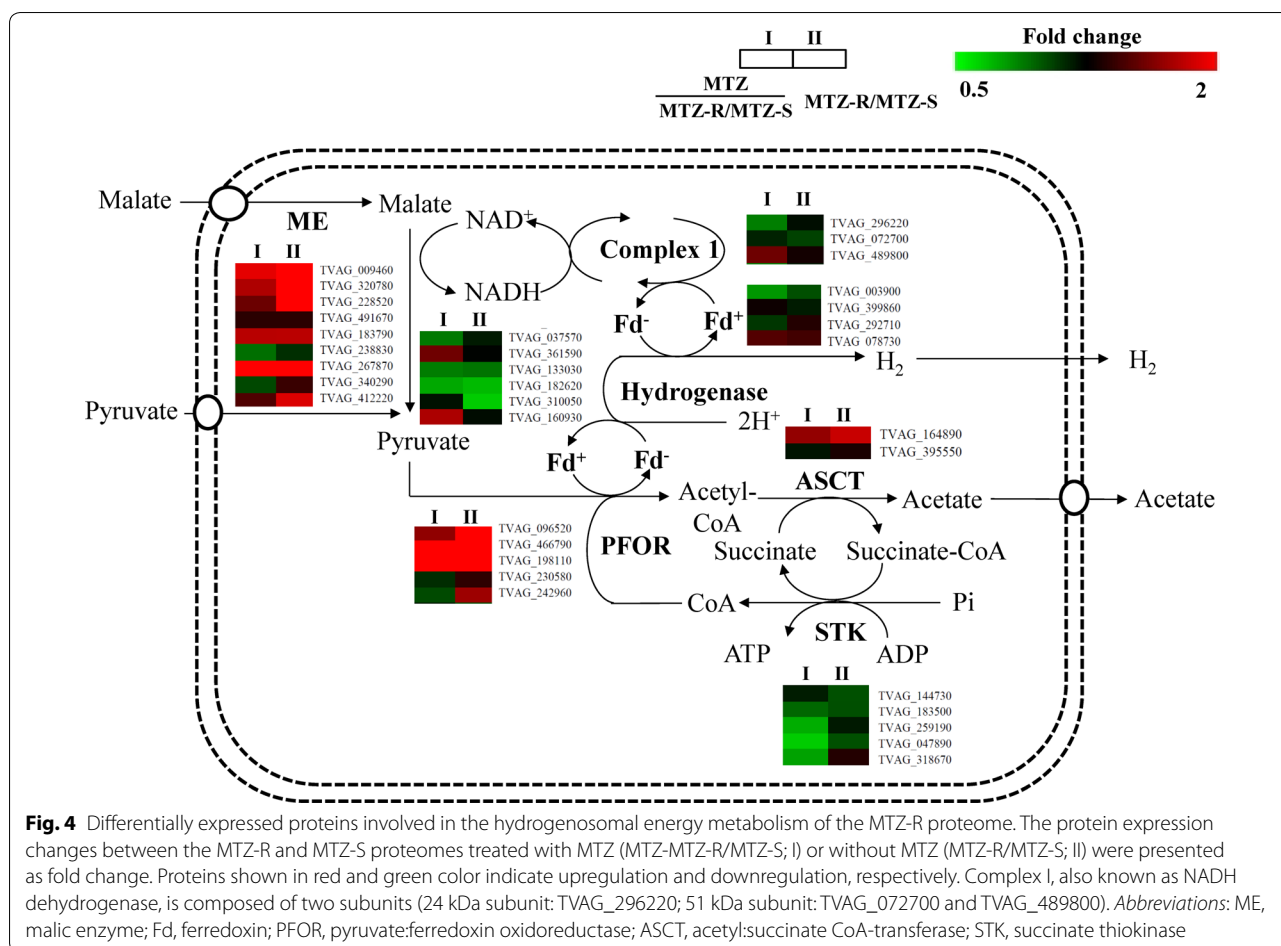 I II
MTZ
MTZ-R/MTZ-S
MTZ-R/MTZ-S
Fold change
0.5 2
Malate
Malate
ME
I II
TVAG_009460
TVAG_320780
TVAG_228520
TVAG_491670
TVAG_183790
TVAG_238830
TVAG_267870
TVAG_340290
TVAG_412220
Pyruvate
Pyruvate
NAD+
NADH
Complex 1
I II
TVAG_296220
TVAG_072700
TVAG_489800
TVAG_003900
TVAG_399860
TVAG_292710
TVAG_078730
Fd-
Fd+
I II
TVAG_037570
TVAG_361590
TVAG_133030
TVAG_182620
TVAG_310050
TVAG_160930
H2
H2
Hydrogenase
2H+
Fd+
Fd-
I II
TVAG_164890
TVAG_395550
ASCT
Acetyl-
CoA
Acetate
Acetate
I II
TVAG_096520
TVAG_466790
TVAG_198110
TVAG_230580
TVAG_242960
PFOR
Succinate
Succinate-CoA
CoA
Pi
STK
ATP
ADP
I II
TVAG_144730
TVAG_183500
TVAG_259190
TVAG_047890
TVAG_318670
Fig. 4 Differentially expressed proteins involved in the hydrogenosomal energy metabolism of the MTZ-R proteome. The protein expression
changes between the MTZ-R and MTZ-S proteomes treated with MTZ (MTZ-MTZ-R/MTZ-S; I) or without MTZ (MTZ-R/MTZ-S; II) were presented
as fold change. Proteins shown in red and green color indicate upregulation and downregulation, respectively. Complex I, also known as NADH
dehydrogenase, is composed of two subunits (24 kDa subunit: TVAG_296220; 51 kDa subunit: TVAG_072700 and TVAG_489800). Abbreviations: ME,
malic enzyme; Fd, ferredoxin; PFOR, pyruvate:ferredoxin oxidoreductase; ASCT, acetyl:succinate CoA-transferase; STK, succinate thiokinase